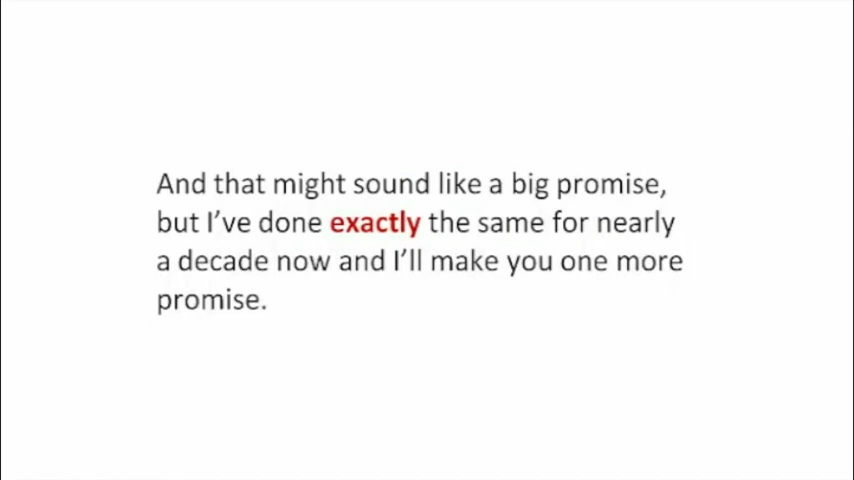 And that might sound like a big promise,
but I’ve done exactly the same for nearly
a decade now and I’ll make you one more
promise.